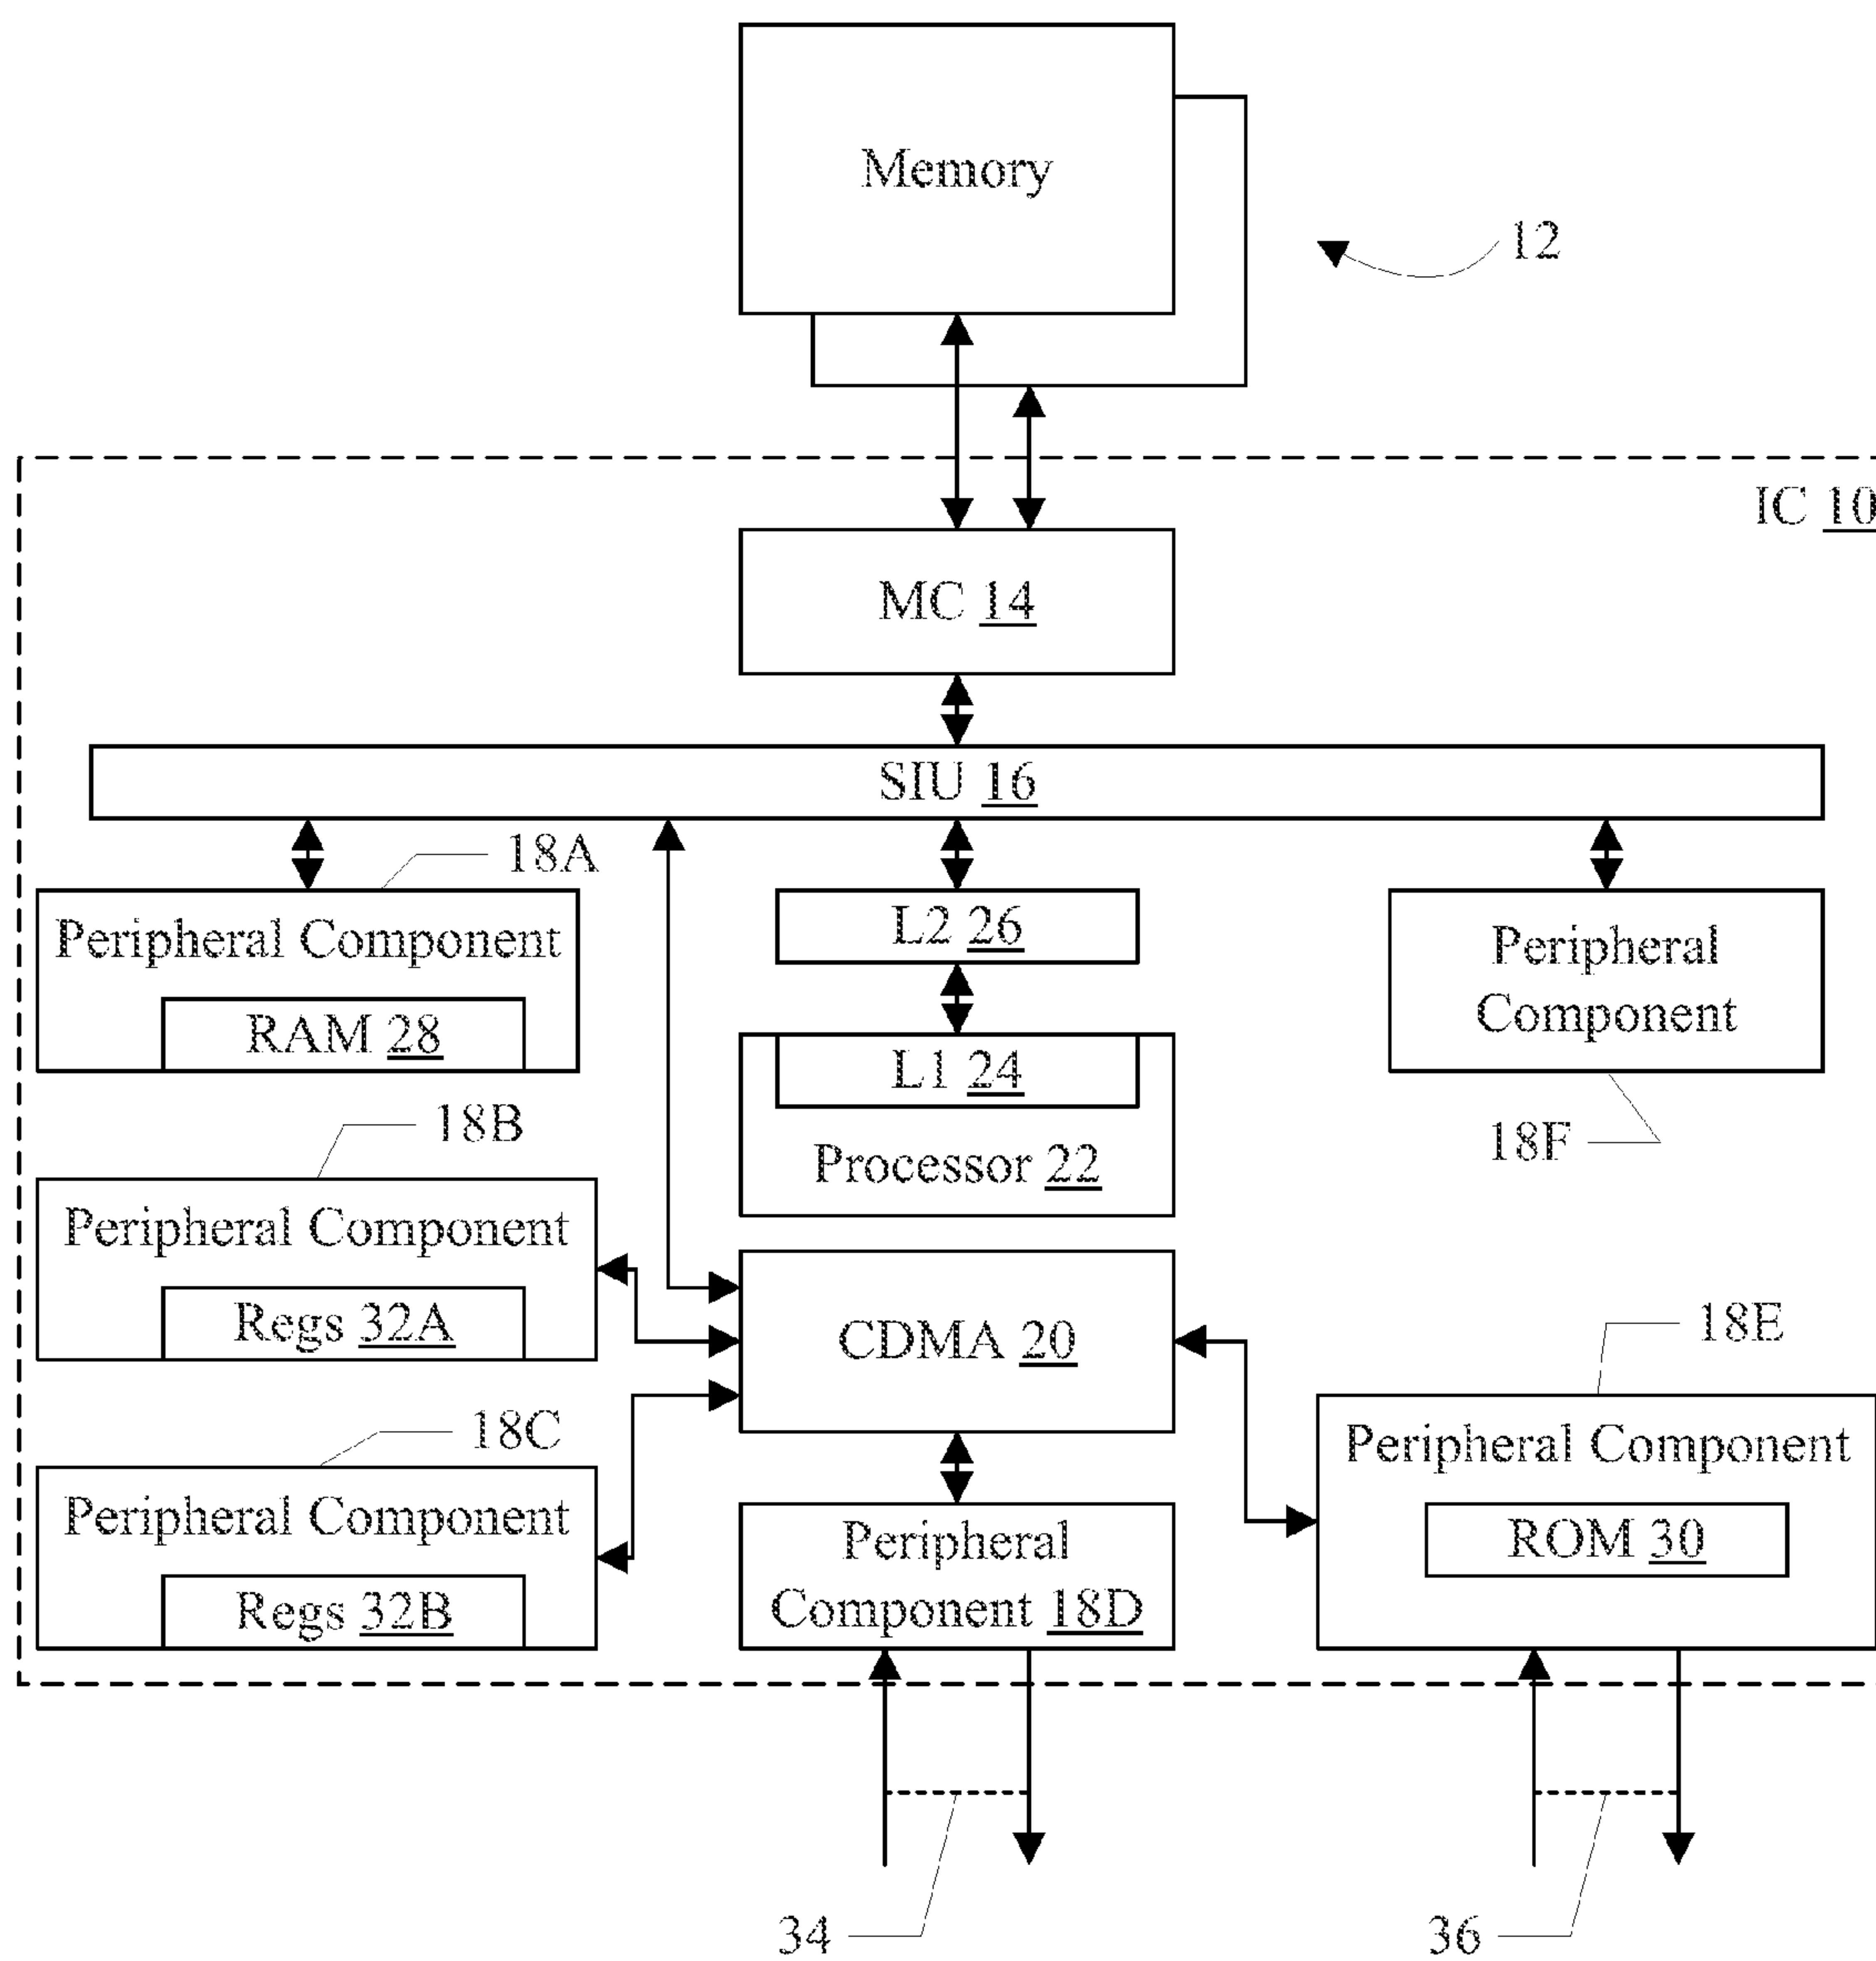 Memory
12
IC 10
MC 14
SIU 16
18A
Peripheral Component
RAM 28
L2 26
Peripheral
Component
L1 24
18B
18F
Processor 22
Peripheral Component
Regs 32A
CDMA 20
18E
18C
Peripheral Component
Peripheral Component
Regs 32B
Peripheral
Component 18D
ROM 30
34
36